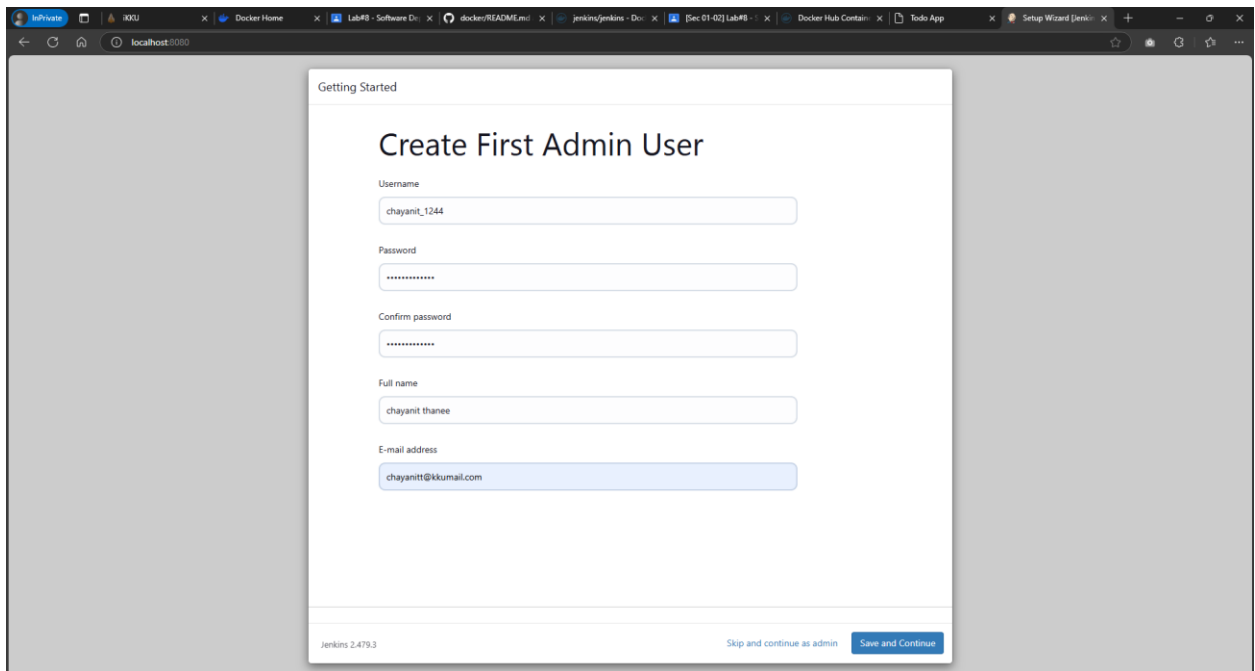 InPrivate
iKKU
Docker Home
Lab#8 - Software De
docker/README.md
jenkins/jenkins - Doc
[Sec 01-02] Lab#8 - S
Docker Hub Contain
Todo App
Setup Wizard [Jenkin
localhost:8080
Getting Started
Create First Admin User
Username
chayanit_1244
Password
•••••••••••••
Confirm password
•••••••••••••
Full name
chayanit thanee
E-mail address
chayanitt@kkumail.com
Jenkins 2.479.3
Skip and continue as admin
Save and Continue